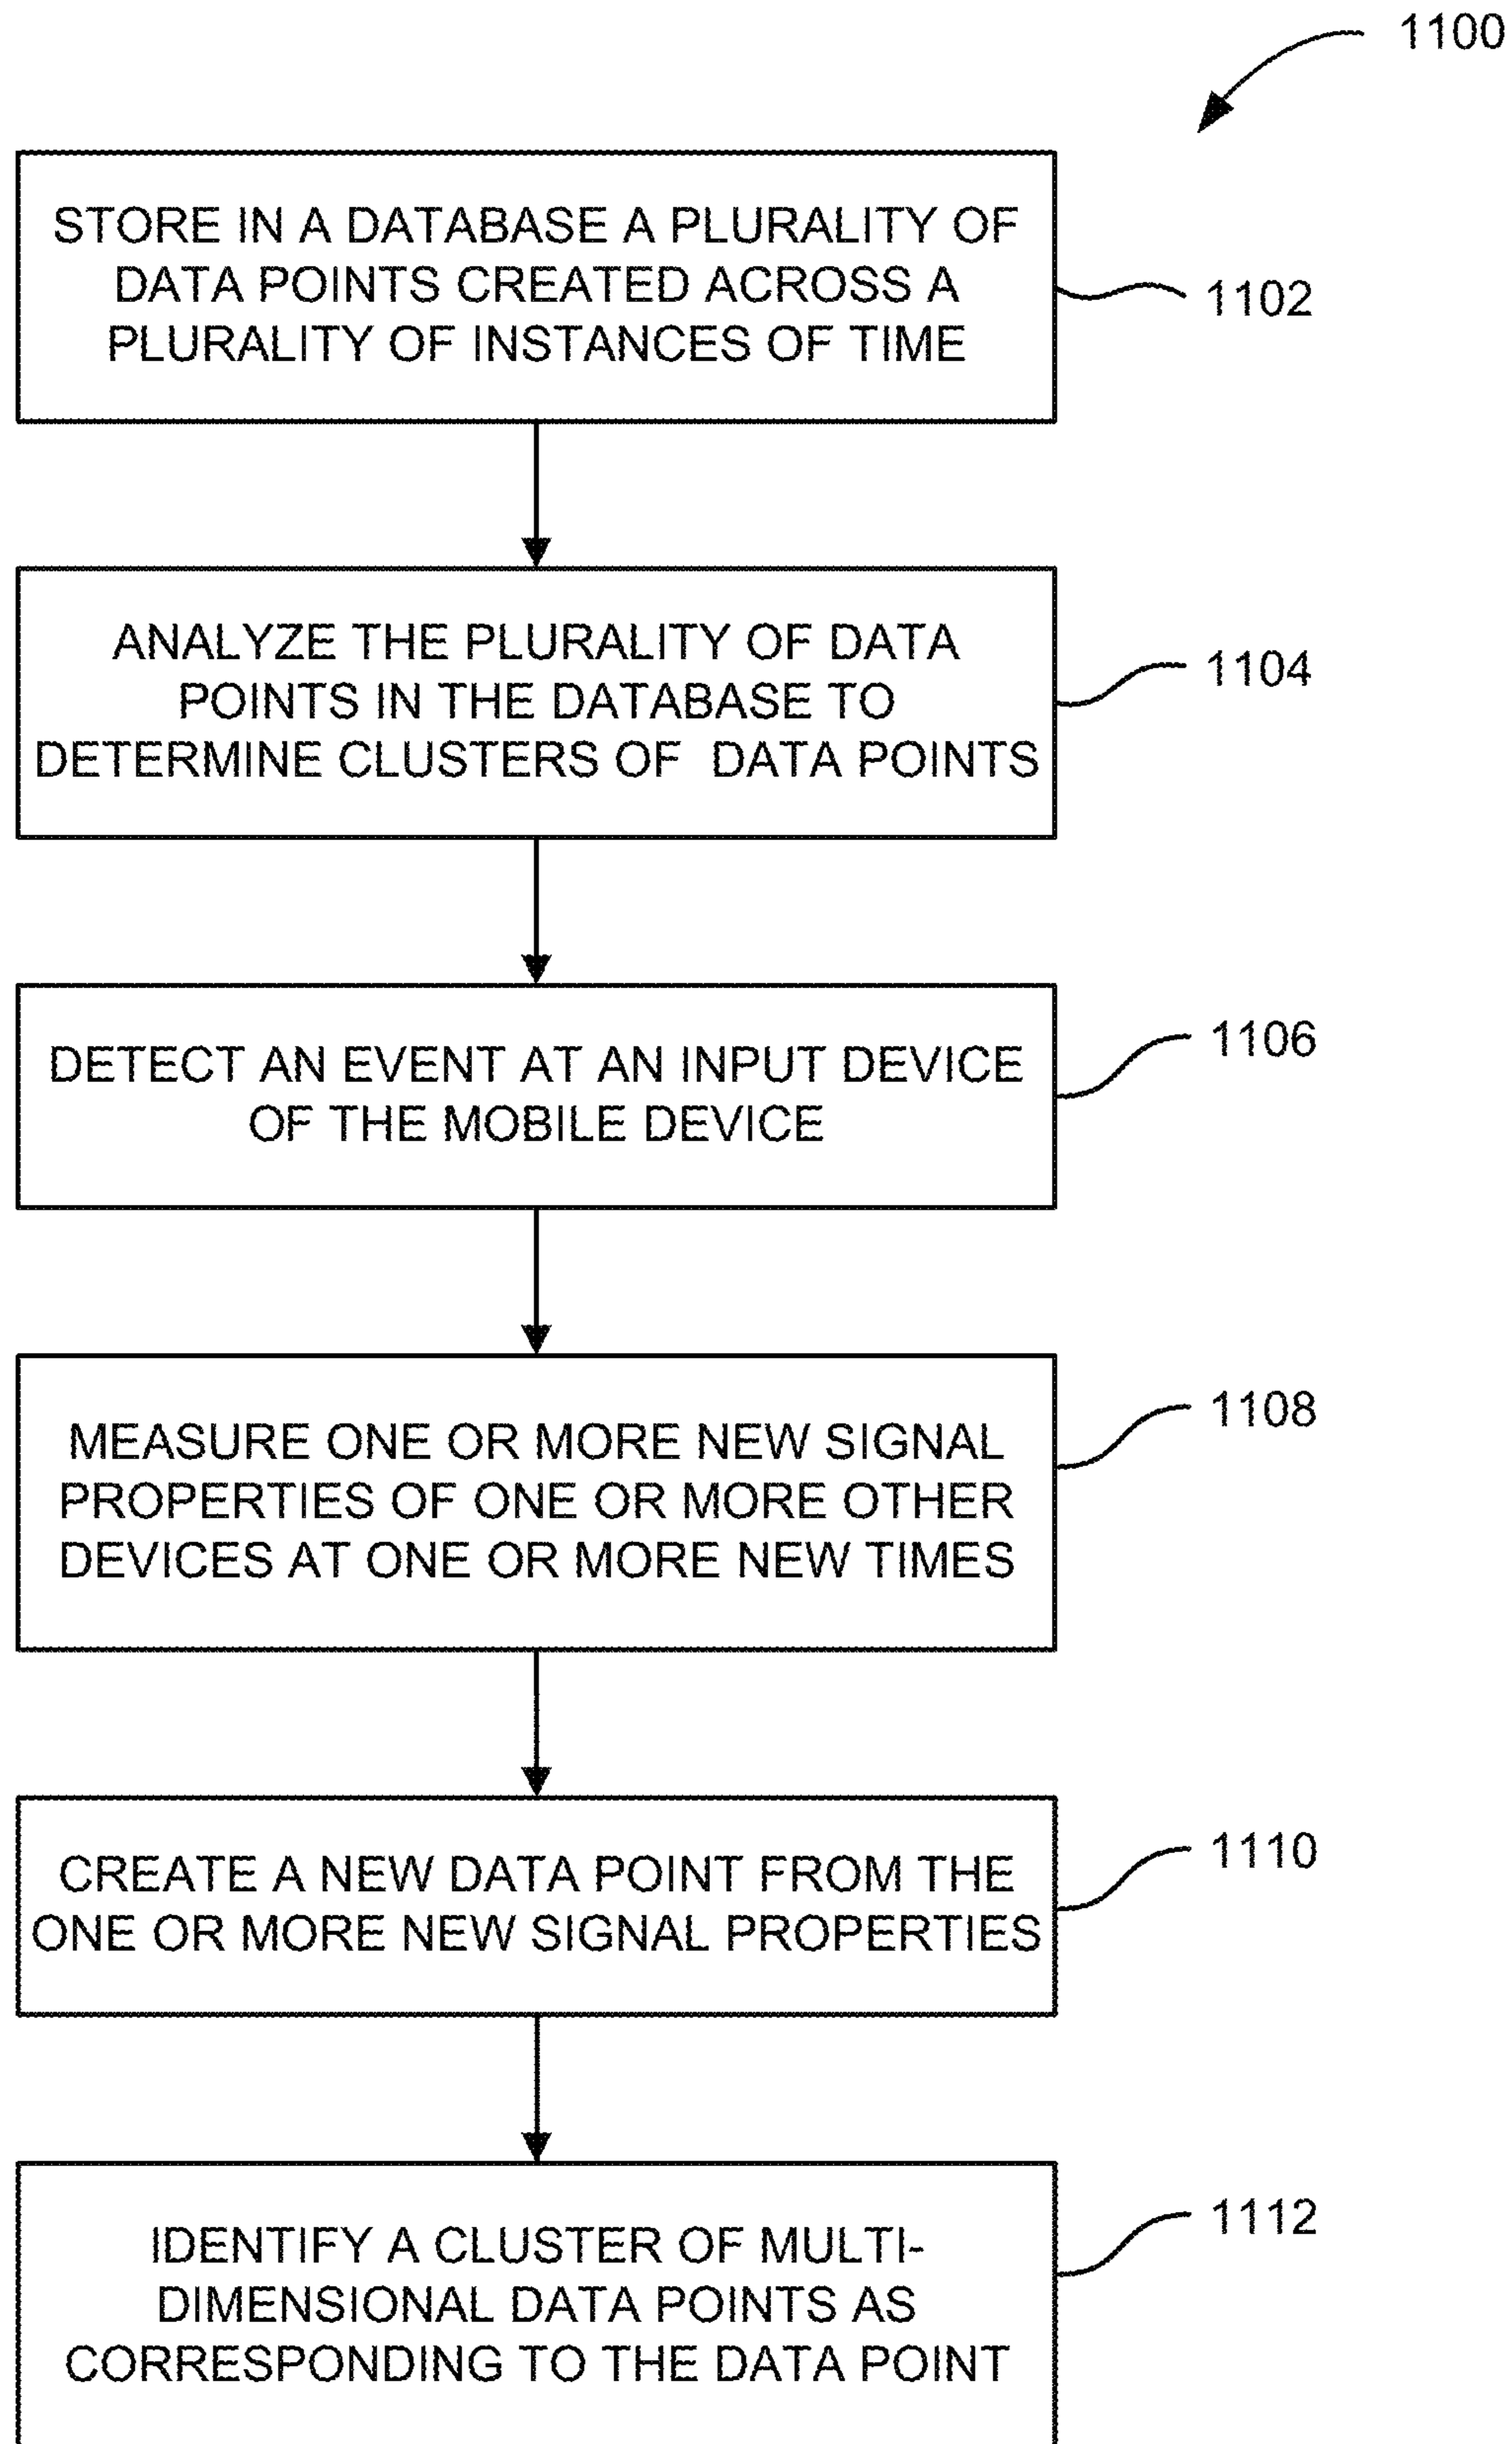 1100
STORE IN A DATABASE A PLURALITY OF
DATA POINTS CREATED ACROSS A
PLURALITY OF INSTANCES OF TIME
1102
ANALYZE THE PLURALITY OF DATA
POINTS IN THE DATABASE TO
DETERMINE CLUSTERS OF DATA POINTS
1104
DETECT AN EVENT AT AN INPUT DEVICE
OF THE MOBILE DEVICE
1106
MEASURE ONE OR MORE NEW SIGNAL
PROPERTIES OF ONE OR MORE OTHER
DEVICES AT ONE OR MORE NEW TIMES
1108
CREATE A NEW DATA POINT FROM THE
ONE OR MORE NEW SIGNAL PROPERTIES
1110
IDENTIFY A CLUSTER OF MULTI-
DIMENSIONAL DATA POINTS AS
CORRESPONDING TO THE DATA POINT
1112